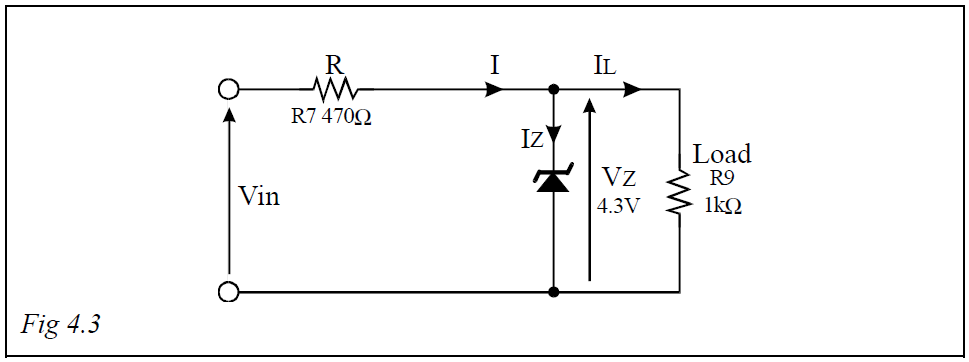 R
R7 470Ω
I
IL
IZ
Vin
VZ
4.3V
Load
R9
1kΩ
Fig 4.3